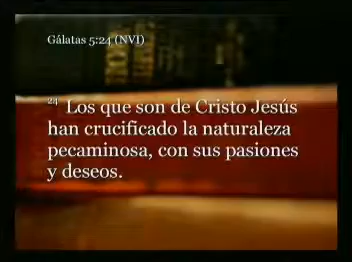 Gálatas 5:24 (NVI)
24 Los que son de Cristo Jesús
han crucificado la naturaleza
pecaminosa, con sus pasiones
y deseos.